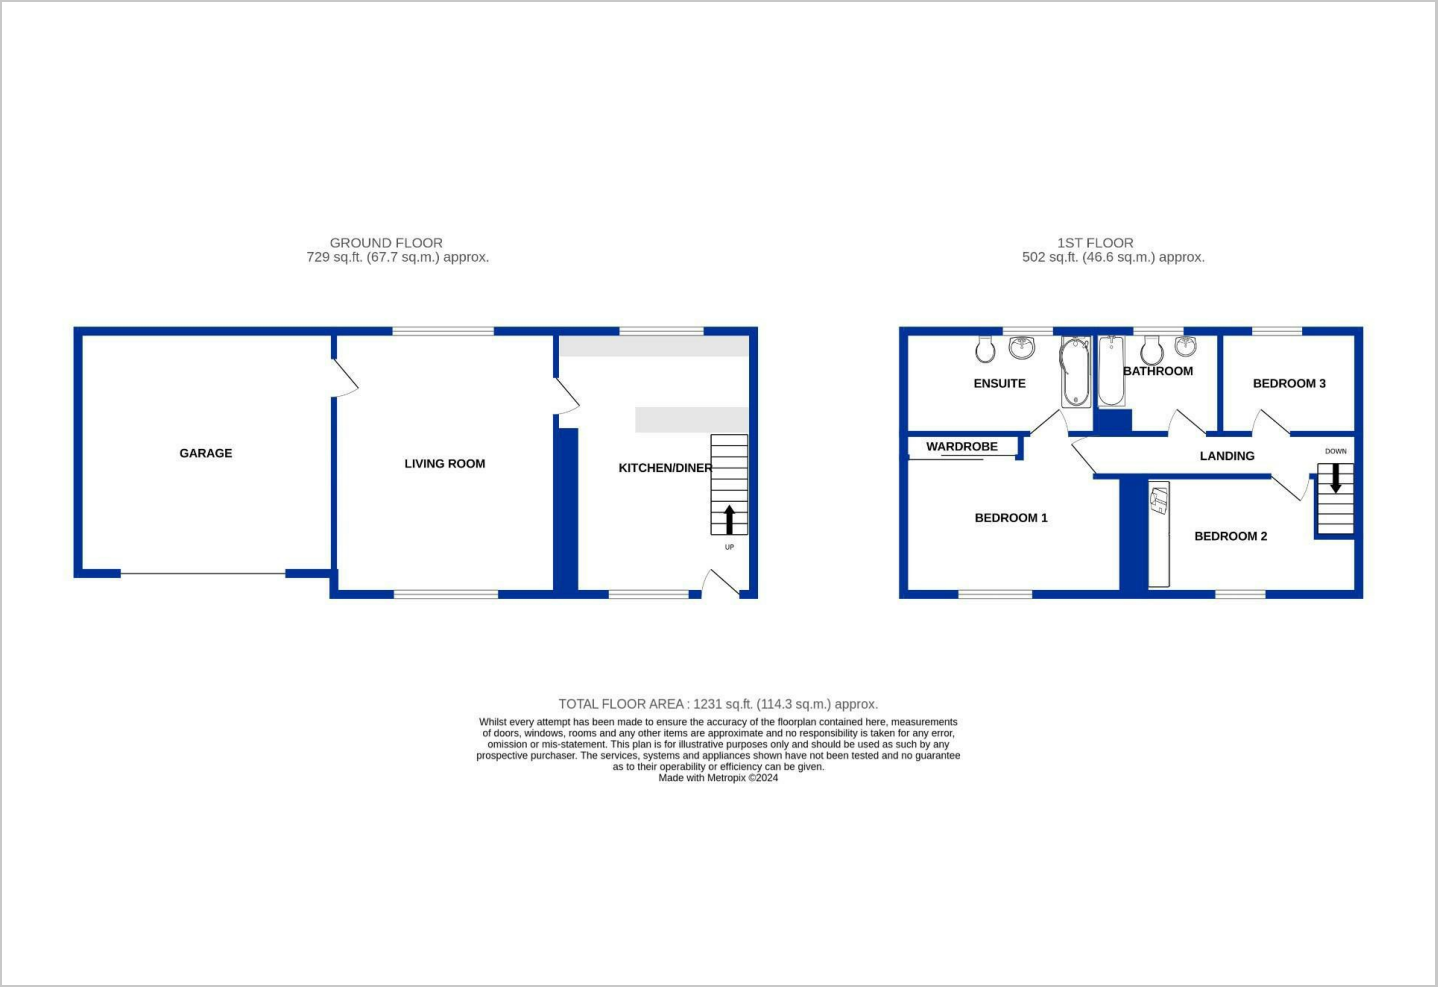 GROUND FLOOR
729 sq.ft. (67.7 sq.m.) approx.
1ST FLOOR
502 sq.ft. (46.6 sq.m.) approx.
GARAGE
LIVING ROOM
KITCHEN/DINER
UP
ENSUITE
BATHROOM
BEDROOM 3
WARDROBE
LANDING
DOWN
BEDROOM 1
BEDROOM 2
TOTAL FLOOR AREA : 1231 sq.ft. (114.3 sq.m.) approx.
Whilst every attempt has been made to ensure the accuracy of the floorplan contained here, measurements
of doors, windows, rooms and any other items are approximate and no responsibility is taken for any error,
omission or mis-statement. This plan is for illustrative purposes only and should be used as such by any
prospective purchaser. The services, systems and appliances shown have not been tested and no guarantee
as to their operability or efficiency can be given.
Made with Metropix ©2024